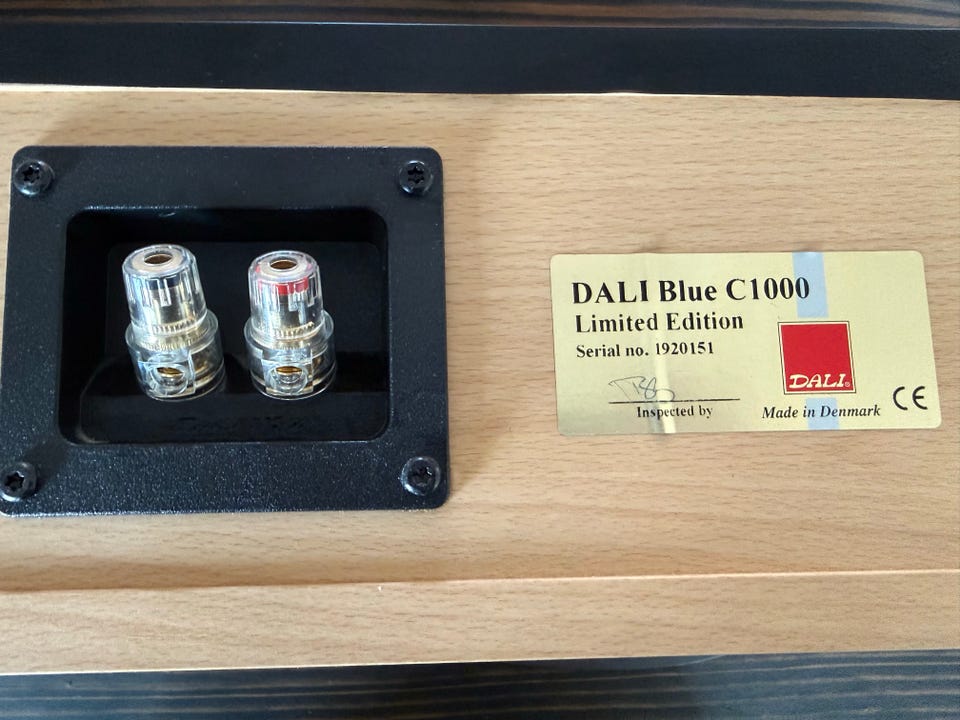 DALI Blue C1000
Limited Edition
Serial no. 1920151
DALI®
Inspected by
Made in Denmark
CE